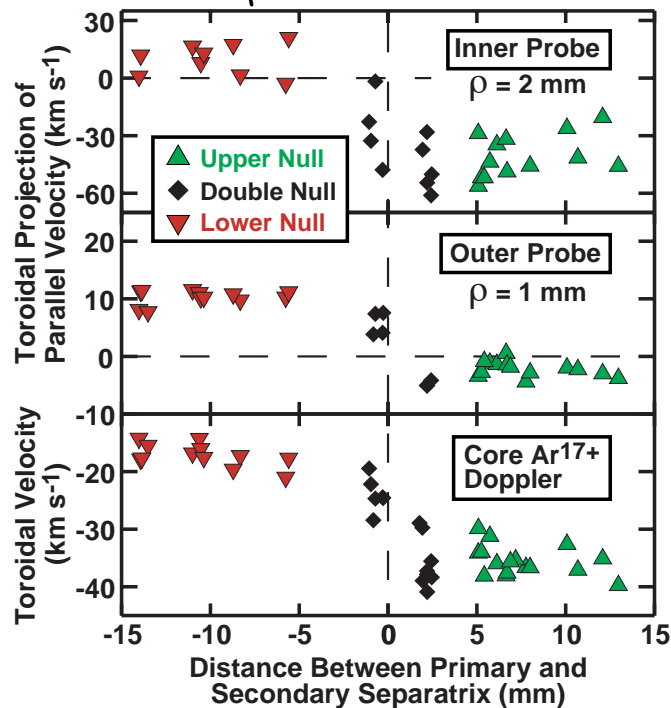 Toroidal Projection of
Parallel Velocity (km s⁻¹)
30
0
-30
-60
Inner Probe
ρ = 2 mm
Upper Null
Double Null
Lower Null
20
10
0
-10
Outer Probe
ρ = 1 mm
Toroidal Velocity
(km s⁻¹)
-20
-30
-40
Core Ar¹⁷⁺
Doppler
-15 -10 -5 0 5 10 15
Distance Between Primary and
Secondary Separatrix (mm)